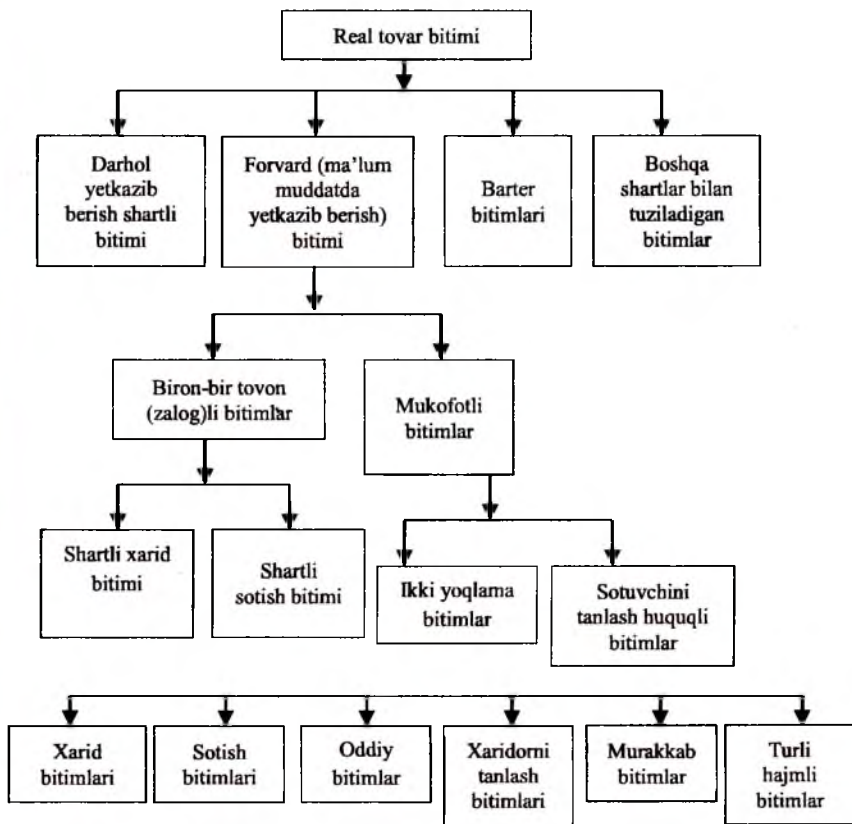 Real tovar bitimi
Darhol
yetkazib
berish shartli
bitimi
Forvard (ma’lum
muddatda
yetkazib berish)
bitimi
Barter
bitimlari
Boshqa
shartlar bilan
tuziladigan
bitimlar
Biron-bir tovon
(zalog)li bitimlar
Mukofotli
bitimlar
Shartli xarid
bitimi
Shartli
sotish bitimi
Ikki yoqlama
bitimlar
Sotuvchini
tanlash huquqli
bitimlar
Xarid
bitimlari
Sotish
bitimlari
Oddiy
bitimlar
Xaridorni
tanlash
bitimlari
Murakkab
bitimlar
Turli
hajmli
bitimlar